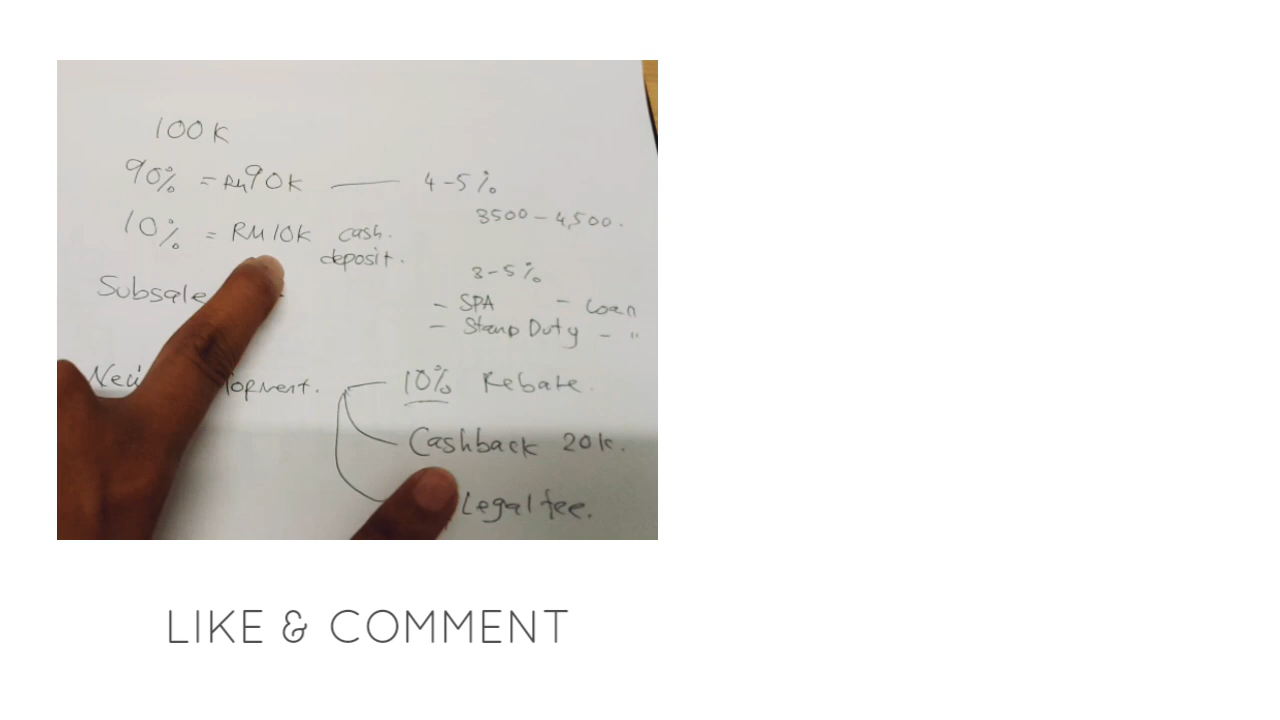 100 K
90% = RM90K — 4-5%
3500 - 4,500.
10% = RM10K cash.
deposit.
3-5%
Subsale
- SPA - Loan
- Stamp Duty - "
10% Rebate.
Cashback 20k.
Legal fee.
LIKE & COMMENT